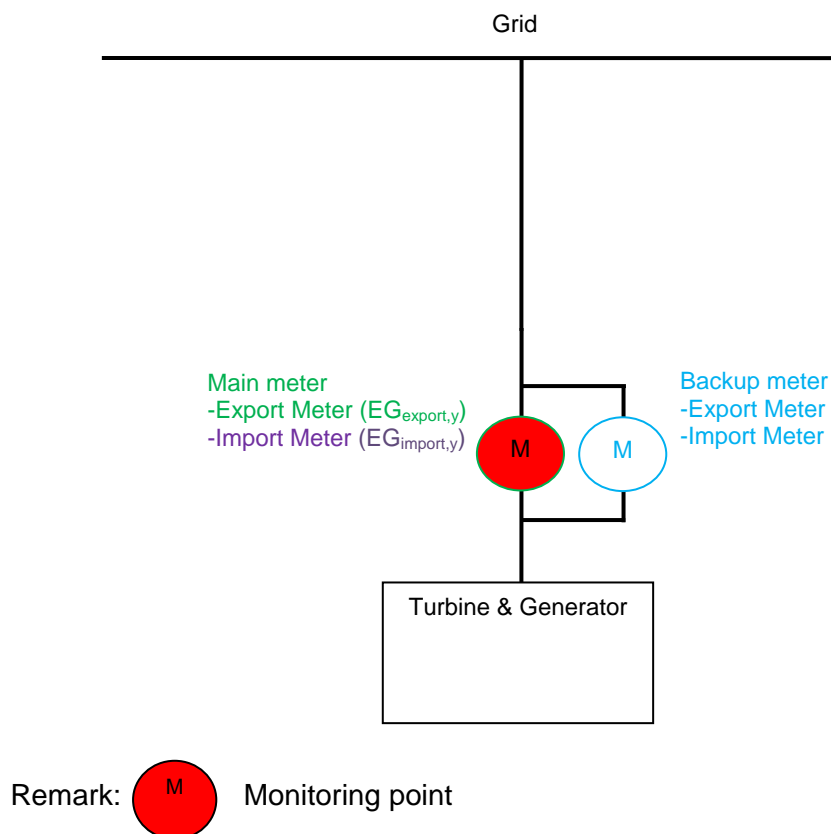 Grid
Main meter
-Export Meter (EGexport,y)
-Import Meter (EGimport,y)
M
M
Backup meter
-Export Meter
-Import Meter
Turbine & Generator
Remark:
M
Monitoring point